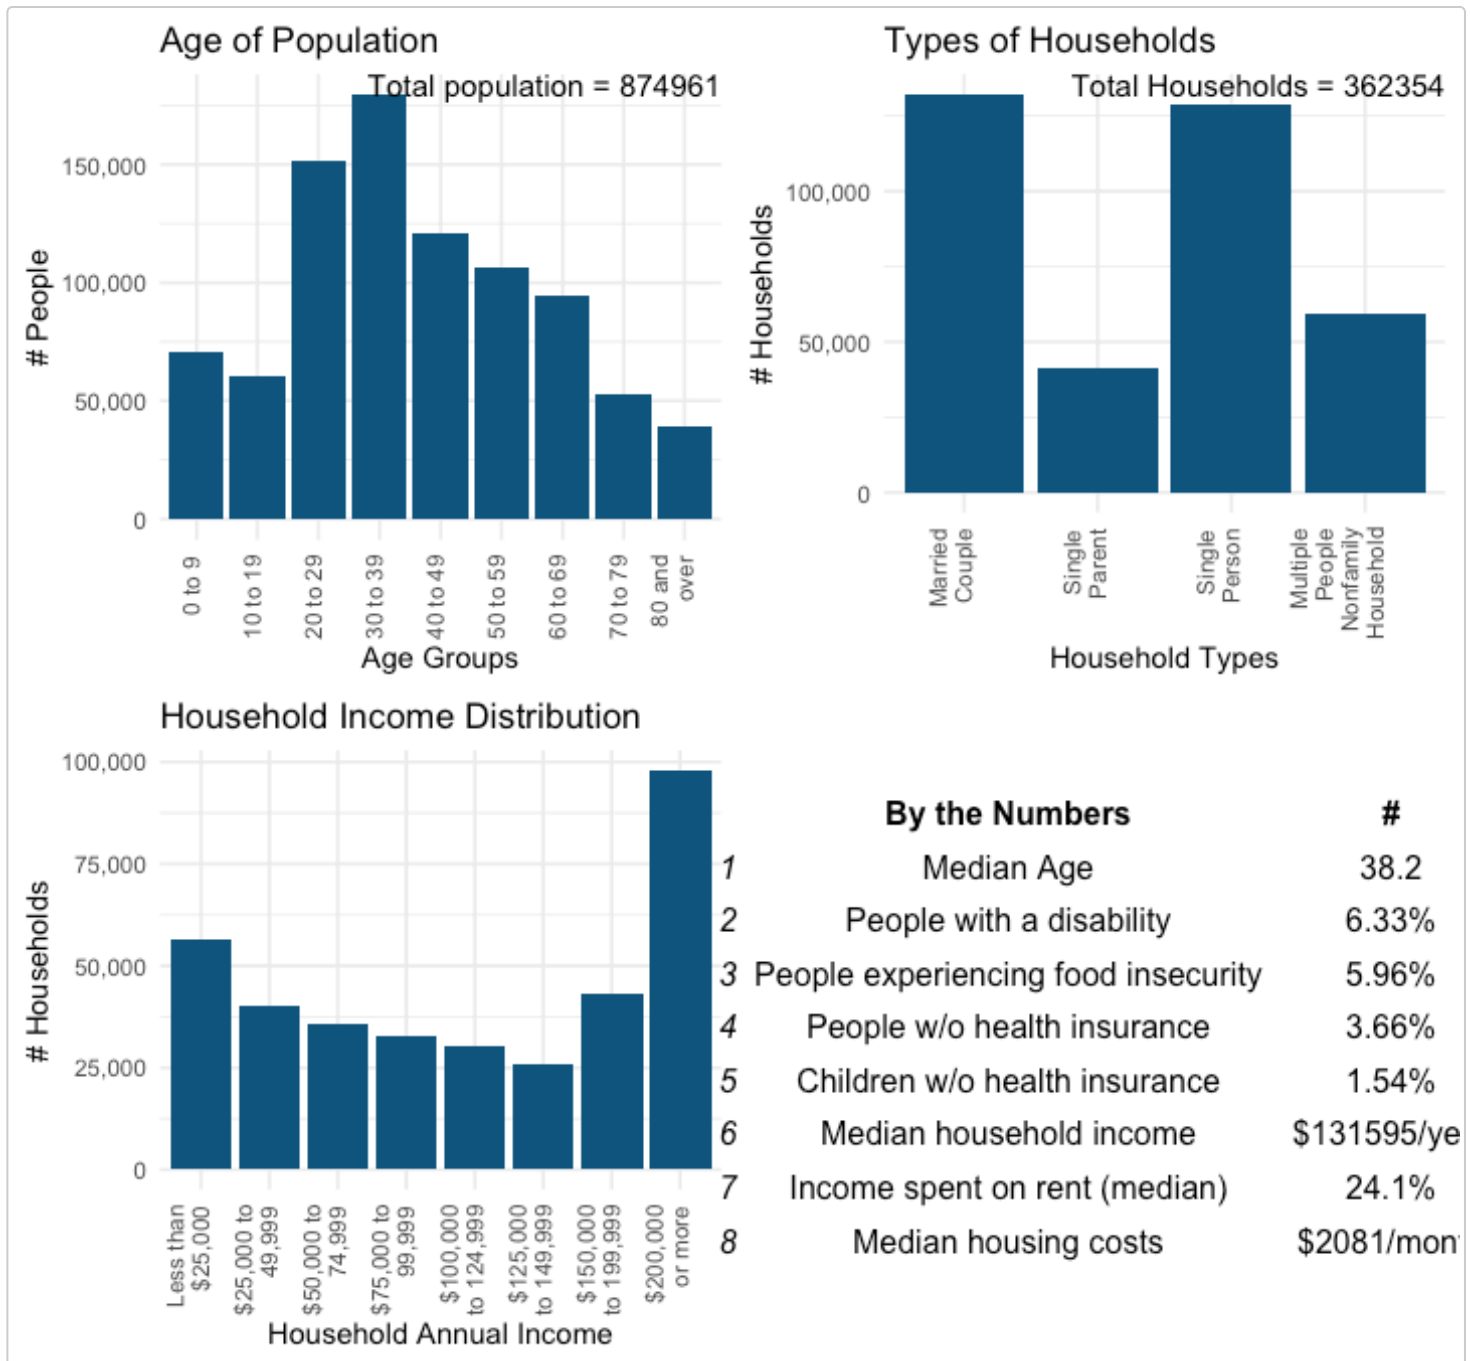 Age of Population
Total population = 874961
# People
150,000
100,000
50,000
0
0 to 9
10 to 19
20 to 29
30 to 39
40 to 49
50 to 59
60 to 69
70 to 79
80 and
over
Age Groups
Types of Households
Total Households = 362354
# Households
100,000
50,000
0
Married
Couple
Single
Parent
Single
Person
Multiple
People
Nonfamily
Household
Household Types
Household Income Distribution
# Households
100,000
75,000
50,000
25,000
0
Less than
$25,000
$25,000 to
49,999
$50,000 to
74,999
$75,000 to
99,999
$100,000
to 124,999
$125,000
to 149,999
$150,000
to 199,999
$200,000
or more
Household Annual Income
By the Numbers #
1 Median Age 38.2
2 People with a disability 6.33%
3 People experiencing food insecurity 5.96%
4 People w/o health insurance 3.66%
5 Children w/o health insurance 1.54%
6 Median household income $131595/ye
7 Income spent on rent (median) 24.1%
8 Median housing costs $2081/mon